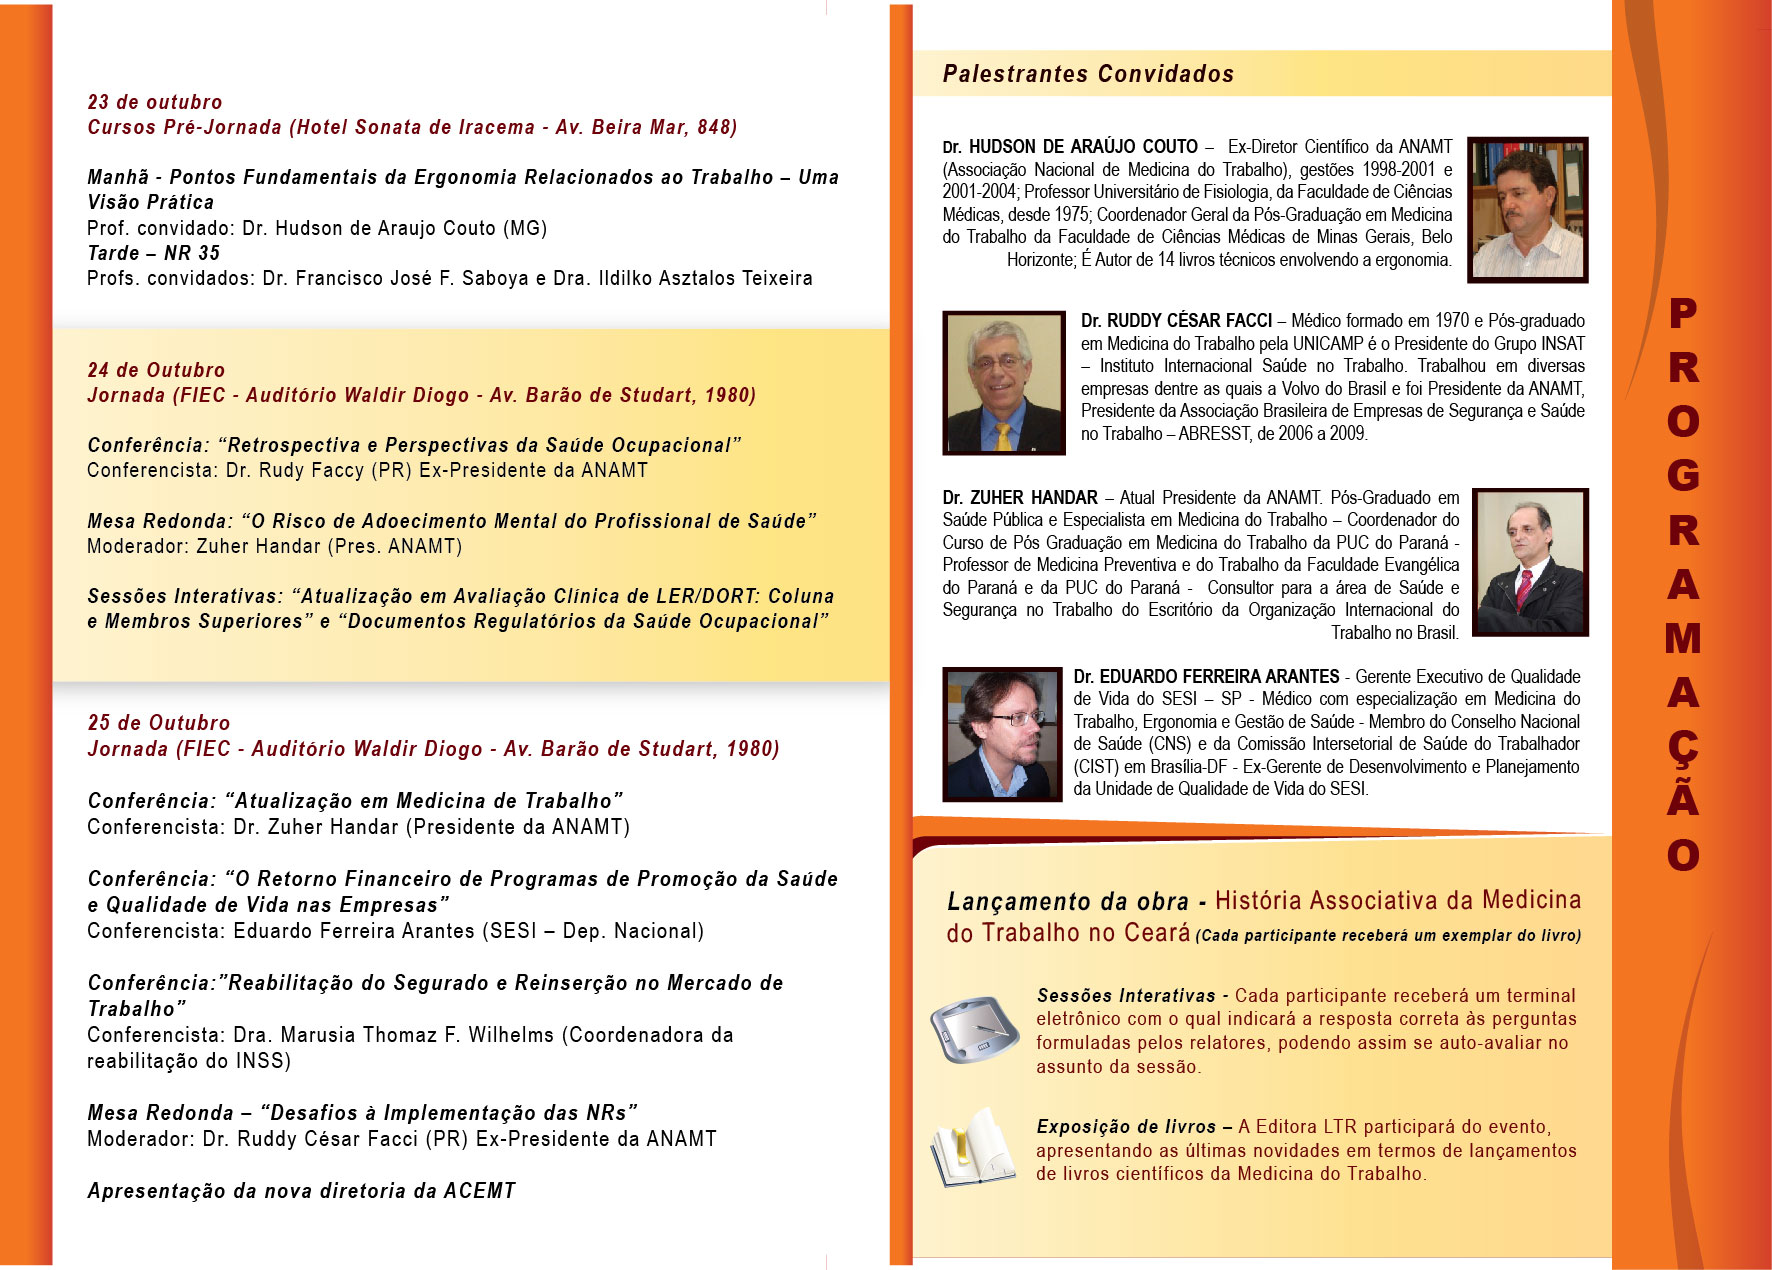 23 de outubro
Cursos Pré-Jornada (Hotel Sonata de Iracema - Av. Beira Mar, 848)
Manhã - Pontos Fundamentais da Ergonomia Relacionados ao Trabalho – Uma
Visão Prática
Prof. convidado: Dr. Hudson de Araujo Couto (MG)
Tarde – NR 35
Profs. convidados: Dr. Francisco José F. Saboya e Dra. Ildilko Asztalos Teixeira
24 de Outubro
Jornada (FIEC - Auditório Waldir Diogo - Av. Barão de Studart, 1980)
Conferência: “Retrospectiva e Perspectivas da Saúde Ocupacional”
Conferencista: Dr. Rudy Faccy (PR) Ex-Presidente da ANAMT
Mesa Redonda: “O Risco de Adoecimento Mental do Profissional de Saúde”
Moderador: Zuher Handar (Pres. ANAMT)
Sessões Interativas: “Atualização em Avaliação Clínica de LER/DORT: Coluna
e Membros Superiores” e “Documentos Regulatórios da Saúde Ocupacional”
25 de Outubro
Jornada (FIEC - Auditório Waldir Diogo - Av. Barão de Studart, 1980)
Conferência: “Atualização em Medicina de Trabalho”
Conferencista: Dr. Zuher Handar (Presidente da ANAMT)
Conferência: “O Retorno Financeiro de Programas de Promoção da Saúde
e Qualidade de Vida nas Empresas”
Conferencista: Eduardo Ferreira Arantes (SESI – Dep. Nacional)
Conferência:”Reabilitação do Segurado e Reinserção no Mercado de
Trabalho”
Conferencista: Dra. Marusia Thomaz F. Wilhelms (Coordenadora da
reabilitação do INSS)
Mesa Redonda – “Desafios à Implementação das NRs”
Moderador: Dr. Ruddy César Facci (PR) Ex-Presidente da ANAMT
Apresentação da nova diretoria da ACEMT
Palestrantes Convidados
Dr. HUDSON DE ARAÚJO COUTO – Ex-Diretor Científico da ANAMT
(Associação Nacional de Medicina do Trabalho), gestões 1998-2001 e
2001-2004; Professor Universitário de Fisiologia, da Faculdade de Ciências
Médicas, desde 1975; Coordenador Geral da Pós-Graduação em Medicina
do Trabalho da Faculdade de Ciências Médicas de Minas Gerais, Belo
Horizonte; É Autor de 14 livros técnicos envolvendo a ergonomia.
Dr. RUDDY CÉSAR FACCI – Médico formado em 1970 e Pós-graduado
em Medicina do Trabalho pela UNICAMP é o Presidente do Grupo INSAT
– Instituto Internacional Saúde no Trabalho. Trabalhou em diversas
empresas dentre as quais a Volvo do Brasil e foi Presidente da ANAMT,
Presidente da Associação Brasileira de Empresas de Segurança e Saúde
no Trabalho – ABRESST, de 2006 a 2009.
Dr. ZUHER HANDAR – Atual Presidente da ANAMT. Pós-Graduado em
Saúde Pública e Especialista em Medicina do Trabalho – Coordenador do
Curso de Pós Graduação em Medicina do Trabalho da PUC do Paraná -
Professor de Medicina Preventiva e do Trabalho da Faculdade Evangélica
do Paraná e da PUC do Paraná - Consultor para a área de Saúde e
Segurança no Trabalho do Escritório da Organização Internacional do
Trabalho no Brasil.
Dr. EDUARDO FERREIRA ARANTES - Gerente Executivo de Qualidade
de Vida do SESI – SP - Médico com especialização em Medicina do
Trabalho, Ergonomia e Gestão de Saúde - Membro do Conselho Nacional
de Saúde (CNS) e da Comissão Intersetorial de Saúde do Trabalhador
(CIST) em Brasília-DF - Ex-Gerente de Desenvolvimento e Planejamento
da Unidade de Qualidade de Vida do SESI.
Lançamento da obra - História Associativa da Medicina
do Trabalho no Ceará (Cada participante receberá um exemplar do livro)
Sessões Interativas - Cada participante receberá um terminal
eletrônico com o qual indicará a resposta correta às perguntas
formuladas pelos relatores, podendo assim se auto-avaliar no
assunto da sessão.
Exposição de livros – A Editora LTR participará do evento,
apresentando as últimas novidades em termos de lançamentos
de livros científicos da Medicina do Trabalho.
PROGRAMAÇÃO